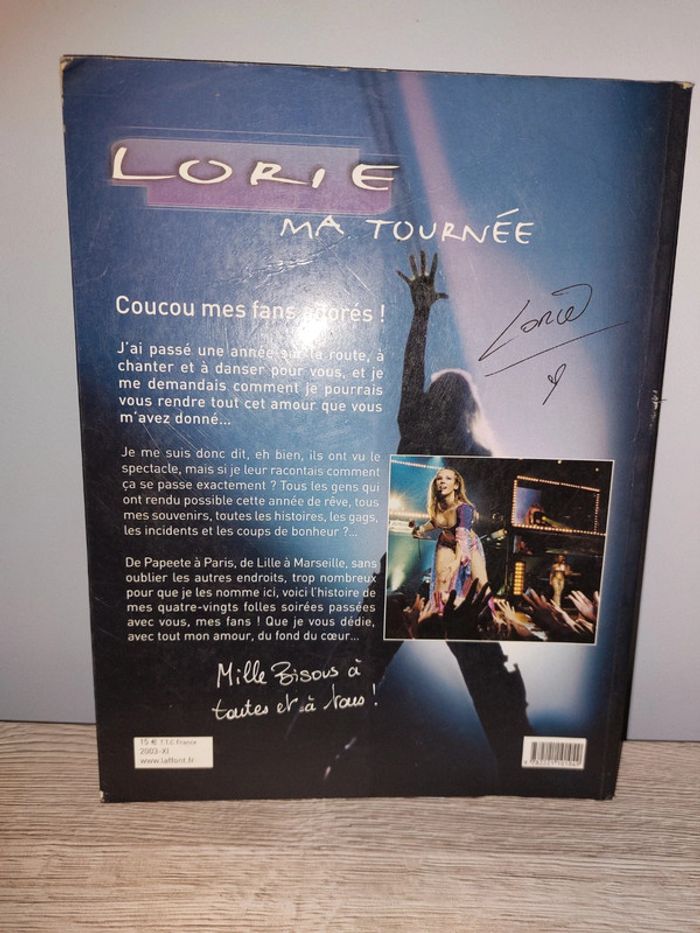 LORIE
MA TOURNÉE
Coucou mes fans adorés !
Lorie
J'ai passé une année sur la route, à
chanter et à danser pour vous, et je
me demandais comment je pourrais
vous rendre tout cet amour que vous
m'avez donné...
Je me suis donc dit, eh bien, ils ont vu le
spectacle, mais si je leur racontais comment
ça se passe exactement ? Tous les gens qui
ont rendu possible cette année de rêve, tous
mes souvenirs, toutes les histoires, les gags,
les incidents et les coups de bonheur ?...
De Papeete à Paris, de Lille à Marseille, sans
oublier les autres endroits, trop nombreux
pour que je les nomme ici, voici l'histoire de
mes quatre-vingts folles soirées passées
avec vous, mes fans ! Que je vous dédie,
avec tout mon amour, du fond du cœur...
Mille Bisous à
toutes et à tous !
15 € T.T.C. France
2003-XI
www.laffont.fr